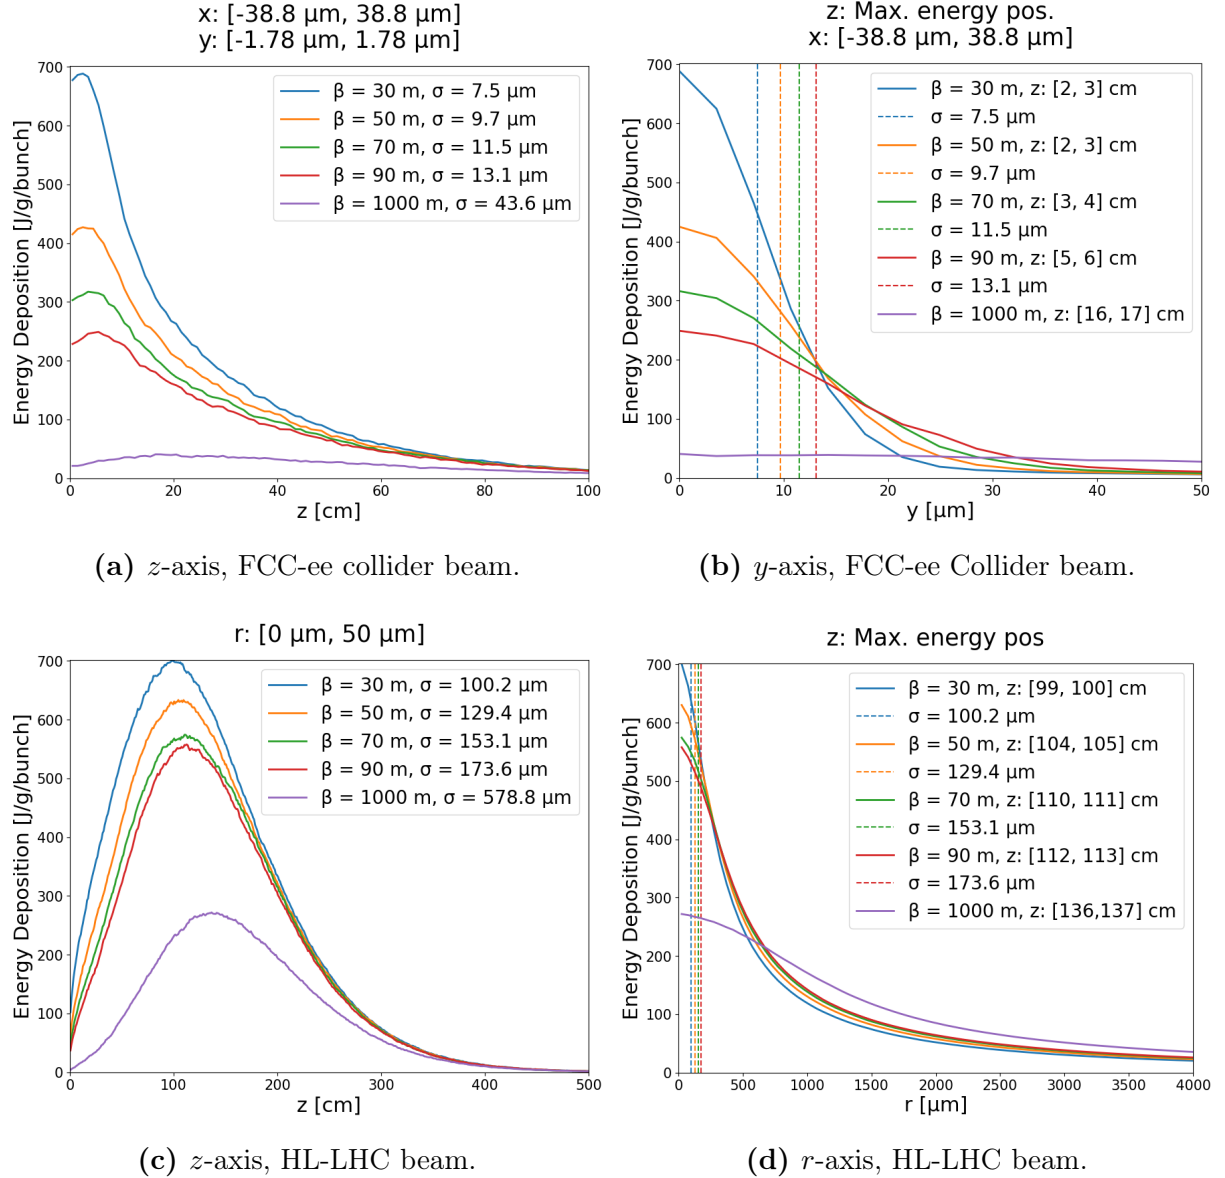 x: [-38.8 μm, 38.8 μm]
y: [-1.78 μm, 1.78 μm]
Energy Deposition [J/g/bunch]
700
600
500
400
300
200
100
0
β = 30 m, σ = 7.5 μm
β = 50 m, σ = 9.7 μm
β = 70 m, σ = 11.5 μm
β = 90 m, σ = 13.1 μm
β = 1000 m, σ = 43.6 μm
0 20 40 60 80 100
z [cm]
(a) z-axis, FCC-ee collider beam.
z: Max. energy pos.
x: [-38.8 μm, 38.8 μm]
Energy Deposition [J/g/bunch]
700
600
500
400
300
200
100
0
β = 30 m, z: [2, 3] cm
σ = 7.5 μm
β = 50 m, z: [2, 3] cm
σ = 9.7 μm
β = 70 m, z: [3, 4] cm
σ = 11.5 μm
β = 90 m, z: [5, 6] cm
σ = 13.1 μm
β = 1000 m, z: [16, 17] cm
0 10 20 30 40 50
y [μm]
(b) y-axis, FCC-ee Collider beam.
r: [0 μm, 50 μm]
Energy Deposition [J/g/bunch]
700
600
500
400
300
200
100
0
β = 30 m, σ = 100.2 μm
β = 50 m, σ = 129.4 μm
β = 70 m, σ = 153.1 μm
β = 90 m, σ = 173.6 μm
β = 1000 m, σ = 578.8 μm
0 100 200 300 400 500
z [cm]
(c) z-axis, HL-LHC beam.
z: Max. energy pos
Energy Deposition [J/g/bunch]
700
600
500
400
300
200
100
0
β = 30 m, z: [99, 100] cm
σ = 100.2 μm
β = 50 m, z: [104, 105] cm
σ = 129.4 μm
β = 70 m, z: [110, 111] cm
σ = 153.1 μm
β = 90 m, z: [112, 113] cm
σ = 173.6 μm
β = 1000 m, z: [136,137] cm
0 500 1000 1500 2000 2500 3000 3500 4000
r [μm]
(d) r-axis, HL-LHC beam.